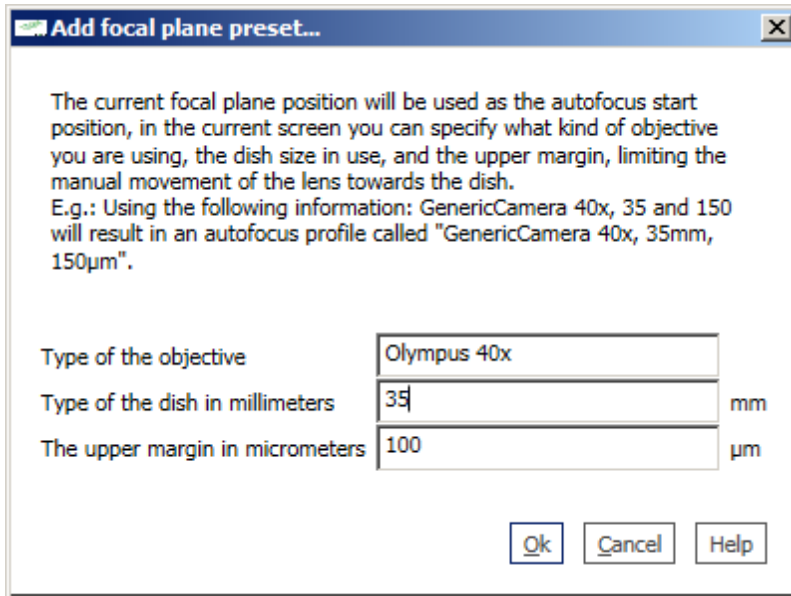 Add focal plane preset...
The current focal plane position will be used as the autofocus start
position, in the current screen you can specify what kind of objective
you are using, the dish size in use, and the upper margin, limiting the
manual movement of the lens towards the dish.
E.g.: Using the following information: GenericCamera 40x, 35 and 150
will result in an autofocus profile called "GenericCamera 40x, 35mm,
150µm".
Type of the objective Olympus 40x
Type of the dish in millimeters 35 mm
The upper margin in micrometers 100 µm
Ok Cancel Help